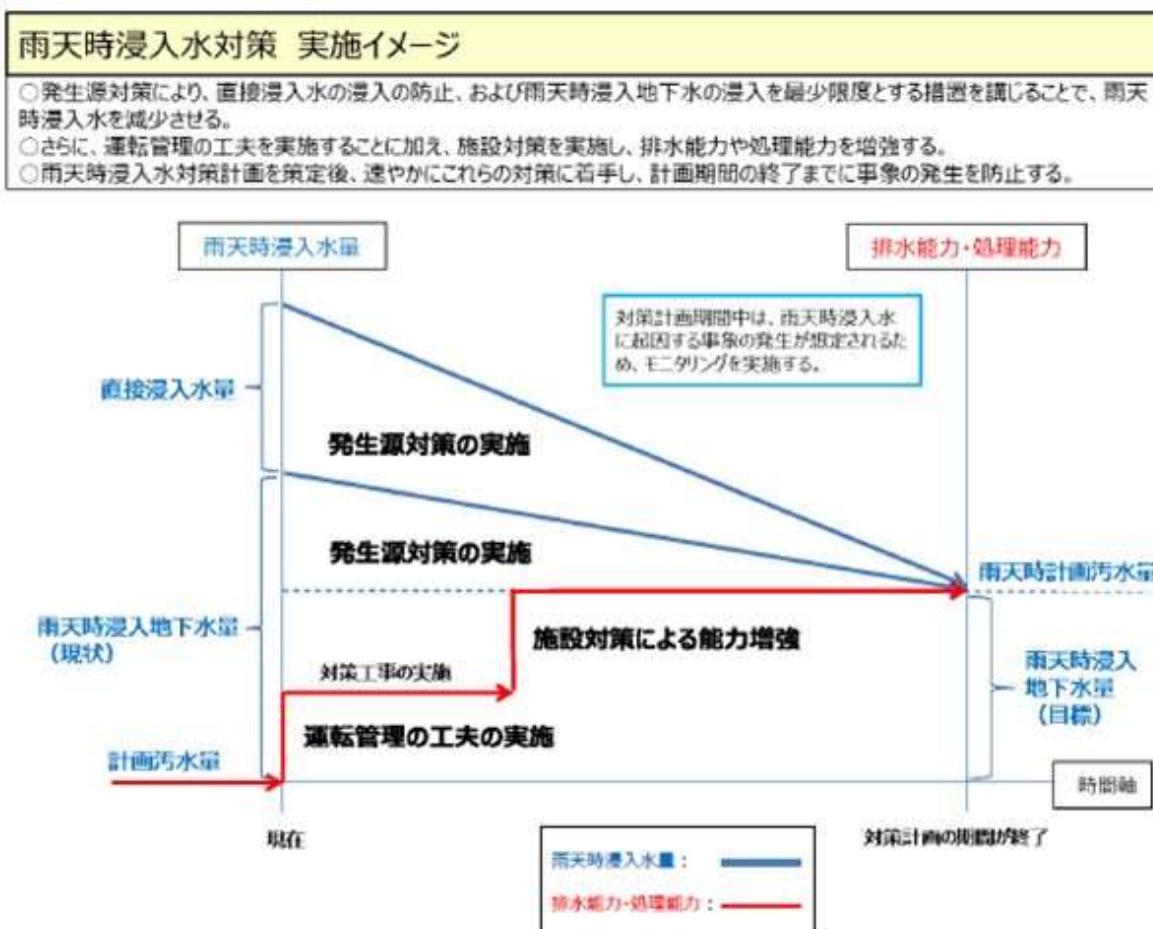 雨天時浸入水対策 実施イメージ
○発生源対策により、直接浸入水の浸入の防止、および雨天時浸入地下水の浸入を最少限度とする措置を講じることで、雨天
時浸入水を減少させる。
○さらに、運転管理の工夫を実施することに加え、施設対策を実施し、排水能力や処理能力を増強する。
○雨天時浸入水対策計画を策定後、速やかにこれらの対策に着手し、計画期間の終了までに事象の発生を防止する。
雨天時浸入水量
排水能力・処理能力
対策計画期間中は、雨天時浸入水
に起因する事象の発生が想定されるた
め、モニタリングを実施する。
直接浸入水量
発生源対策の実施
発生源対策の実施
雨天時計画汚水量
雨天時浸入地下水量
（現状）
施設対策による能力増強
対策工事の実施
雨天時浸入
地下水量
（目標）
運転管理の工夫の実施
計画汚水量
時間軸
現在
対策計画の期間が終了
雨天時浸入水量：
排水能力・処理能力：